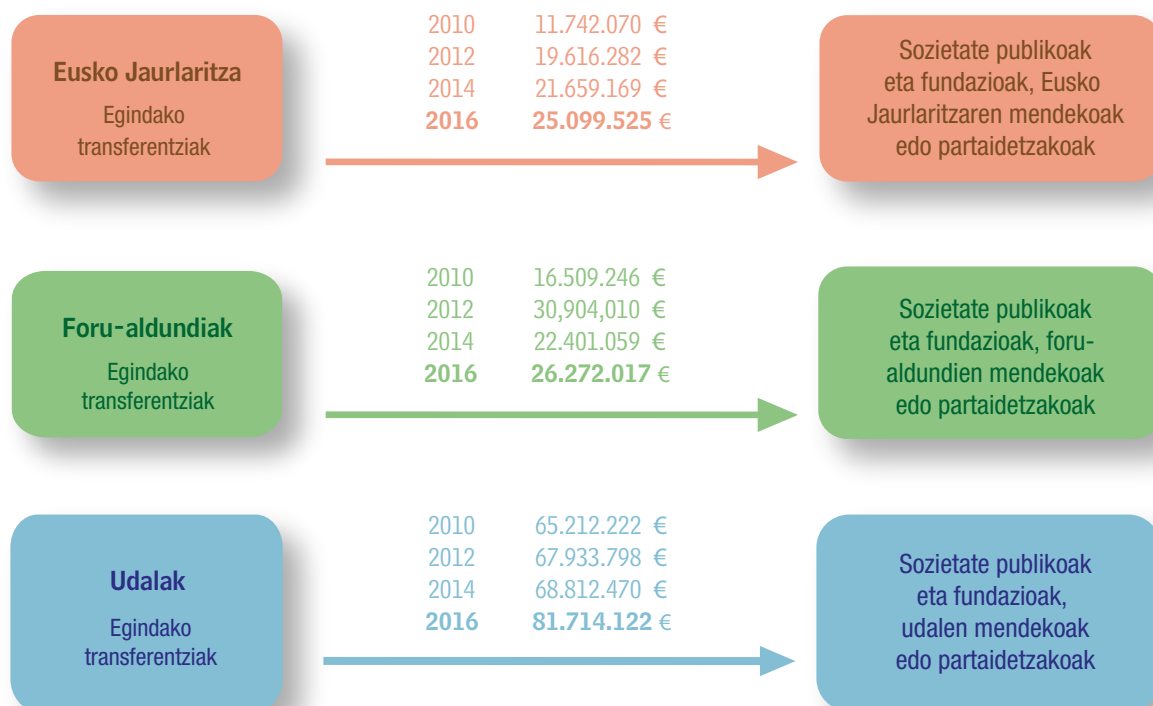 Eusko Jaurlaritza
Egindako
transferentziak
2010 11.742.070 €
2012 19.616.282 €
2014 21.659.169 €
2016 25.099.525 €
Sozietate publikoak
eta fundazioak, Eusko
Jaurlaritzaren mendekoak
edo partaidetzakoak
Foru-aldundiak
Egindako
transferentziak
2010 16.509.246 €
2012 30,904,010 €
2014 22.401.059 €
2016 26.272.017 €
Sozietate publikoak
eta fundazioak, foru-
aldundien mendekoak
edo partaidetzakoak
Udalak
Egindako
transferentziak
2010 65.212.222 €
2012 67.933.798 €
2014 68.812.470 €
2016 81.714.122 €
Sozietate publikoak
eta fundazioak,
udalen mendekoak
edo partaidetzakoak